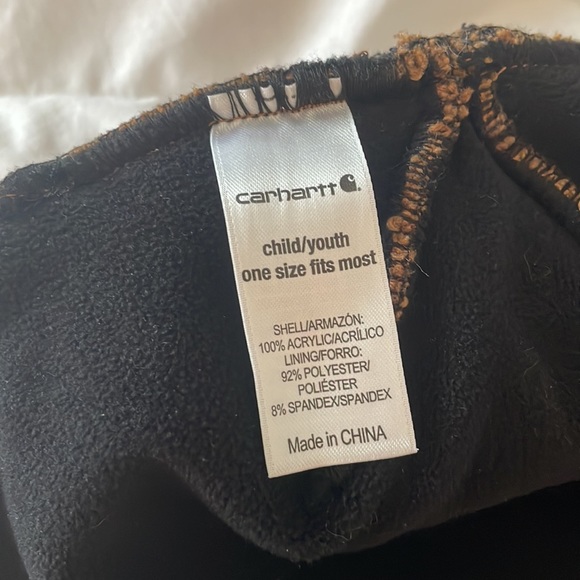 carhartt
child/youth
one size fits most
SHELL/ARMAZÓN:
100% ACRYLIC/ACRÍLICO
LINING/FORRO:
92% POLYESTER/
POLIÉSTER
8% SPANDEX/SPANDEX
Made in CHINA